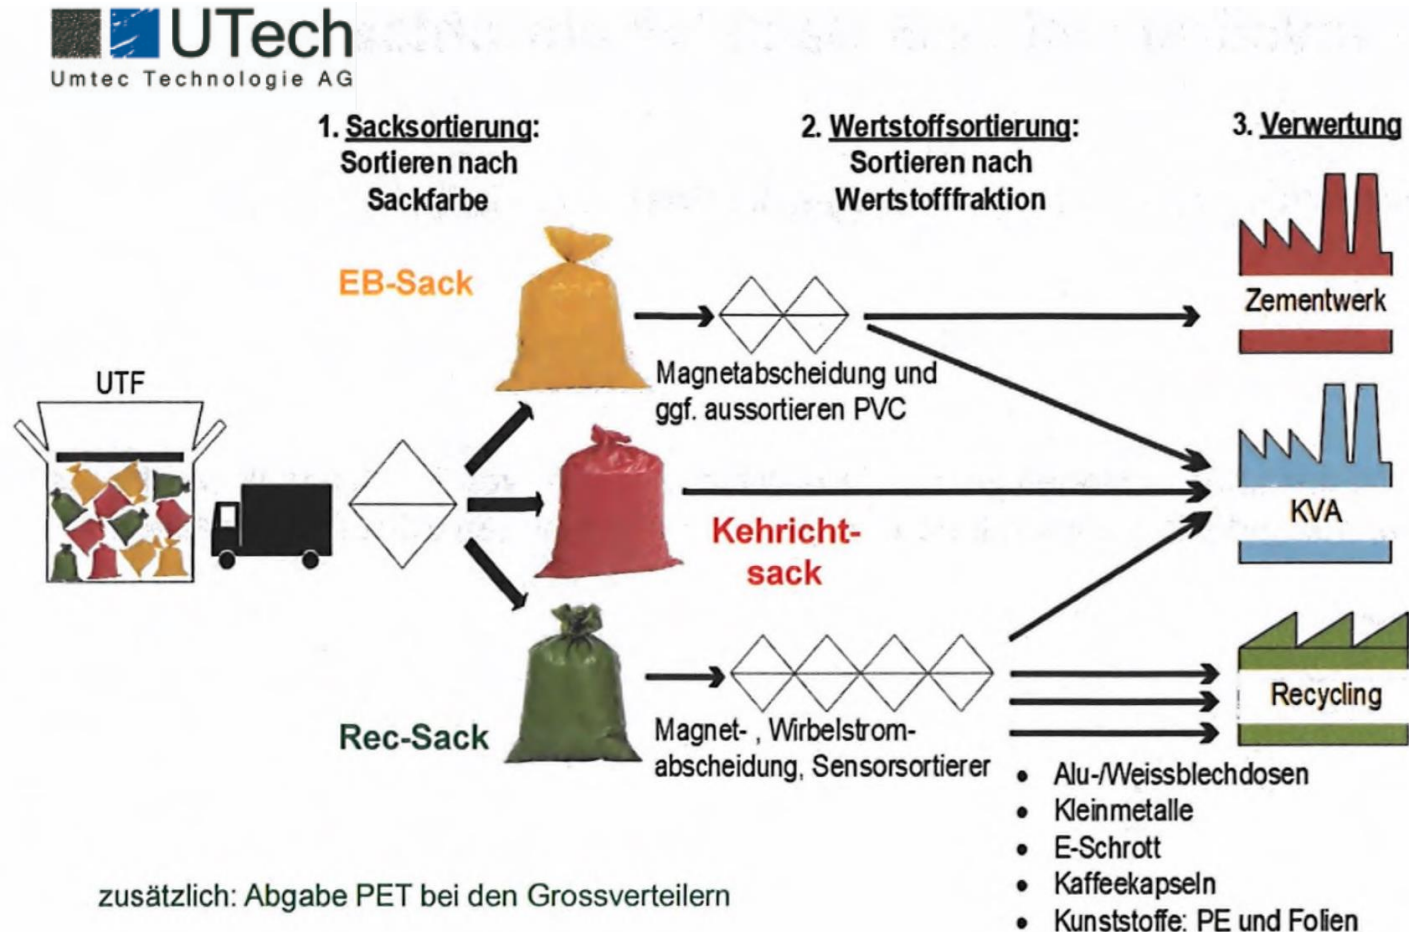 UTech
Umtec Technologie AG
1. Sacksortierung:
Sortieren nach
Sackfarbe
2. Wertstoffsortierung:
Sortieren nach
Wertstofffraktion
3. Verwertung
EB-Sack
Zementwerk
Magnetabscheidung und
ggf. aussortieren PVC
UTF
KVA
Kehricht-
sack
Rec-Sack
Magnet- , Wirbelstrom-
abscheidung, Sensorsortierer
Recycling
• Alu-/Weissblechdosen
• Kleinmetalle
• E-Schrott
• Kaffeekapseln
• Kunststoffe: PE und Folien
zusätzlich: Abgabe PET bei den Grossverteilern